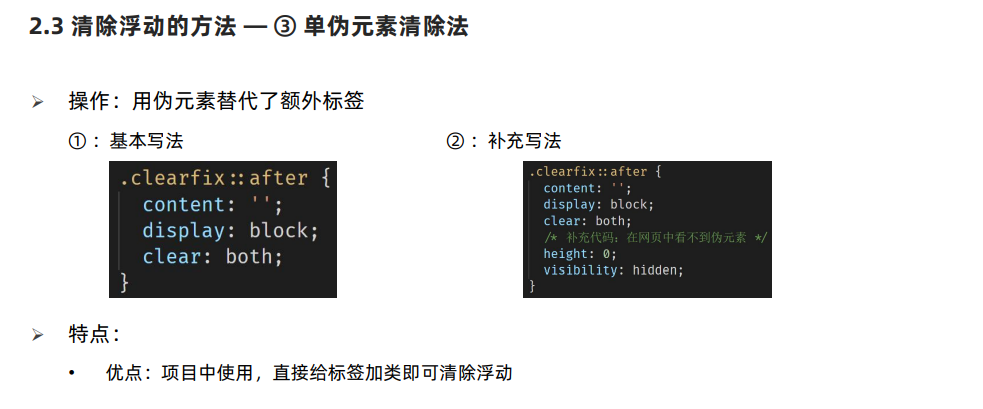 2.3 清除浮动的方法 — ③ 单伪元素清除法
➢ 操作：用伪元素替代了额外标签
①：基本写法
.clearfix::after {
content: '';
display: block;
clear: both;
}
②：补充写法
.clearfix::after {
content: '';
display: block;
clear: both;
/* 补充代码：在网页中看不到伪元素 */
height: 0;
visibility: hidden;
}
➢ 特点：
• 优点：项目中使用，直接给标签加类即可清除浮动